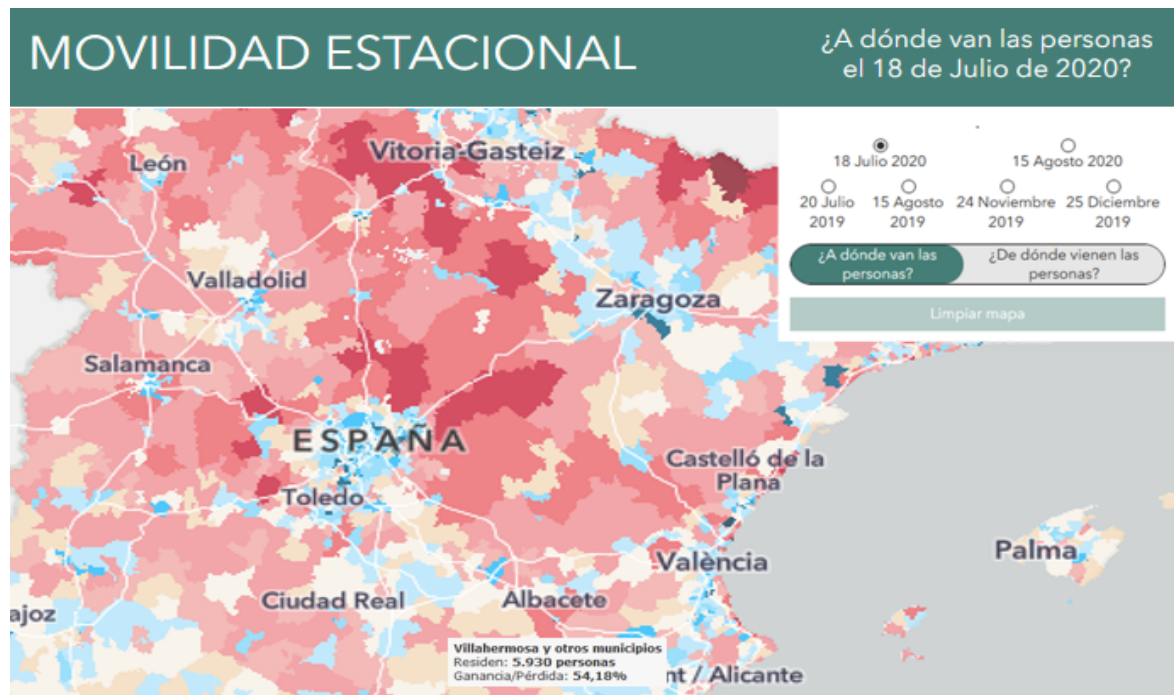 MOVILIDAD ESTACIONAL
¿A dónde van las personas
el 18 de Julio de 2020?
18 Julio 2020
15 Agosto 2020
20 Julio
2019
15 Agosto
2019
24 Noviembre
2019
25 Diciembre
2019
¿A dónde van las
personas?
¿De dónde vienen las
personas?
Limpiar mapa
León
Vitoria-Gasteiz
Valladolid
Zaragoza
Salamanca
ESPAÑA
Toledo
Castelló de la
Plana
València
Palma
Ciudad Real
Albacete
ajoz
Villahermosa y otros municipios
Residen: 5.930 personas
Ganancia/Pérdida: 54,18%
nt / Alicante